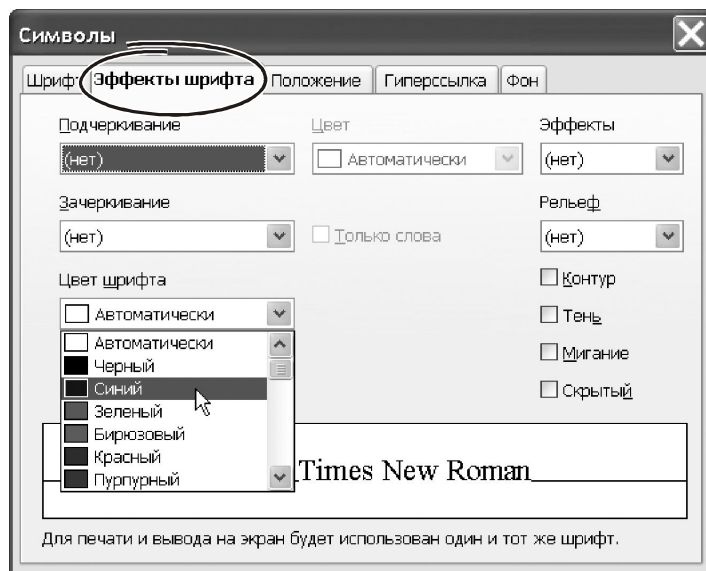 Символы
Шрифт Эффекты шрифта Положение Гиперссылка Фон
Подчеркивание Цвет Эффекты
(нет) Автоматически (нет)
Зачеркивание Рельеф
(нет) Только слова (нет)
Цвет шрифта Контур
Автоматически Тень
Автоматически
Черный Мигание
Синий Скрытый
Зеленый
Бирюзовый
Красный Times New Roman
Пурпурный
Для печати и вывода на экран будет использован один и тот же шрифт.